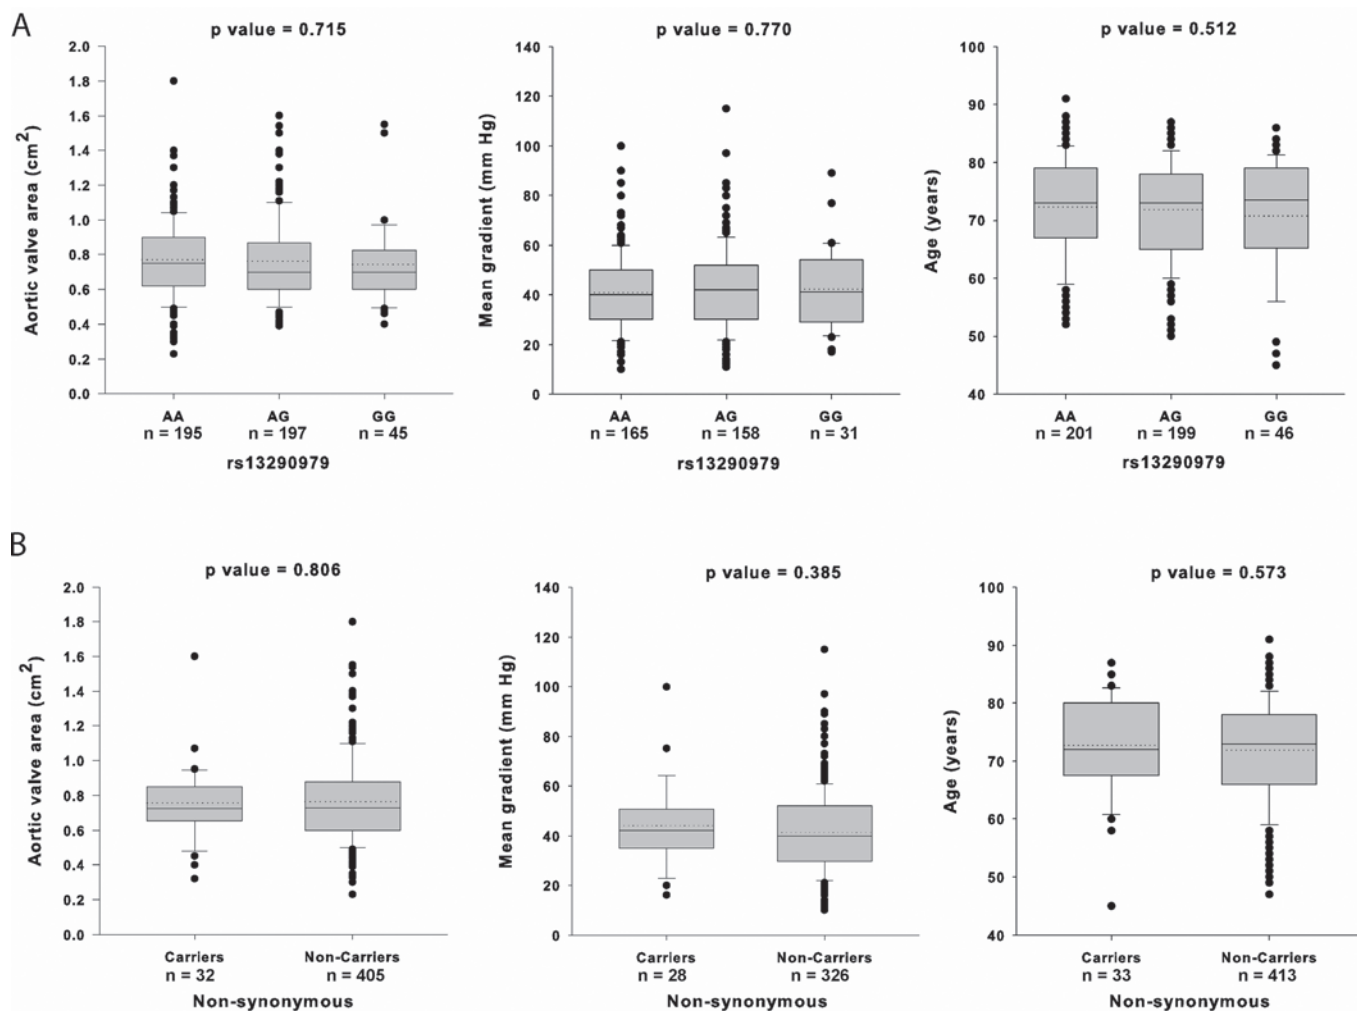 A
p value = 0.715
Aortic valve area (cm2)
2.0
1.8
1.6
1.4
1.2
1.0
0.8
0.6
0.4
0.2
0.0
AA AG GG
n = 195 n = 197 n = 45
rs13290979
p value = 0.770
Mean gradient (mm Hg)
140
120
100
80
60
40
20
0
AA AG GG
n = 165 n = 158 n = 31
rs13290979
p value = 0.512
Age (years)
100
90
80
70
60
50
40
AA AG GG
n = 201 n = 199 n = 46
rs13290979
B
p value = 0.806
Aortic valve area (cm2)
2.0
1.8
1.6
1.4
1.2
1.0
0.8
0.6
0.4
0.2
0.0
Carriers Non-Carriers
n = 32 n = 405
Non-synonymous
p value = 0.385
Mean gradient (mm Hg)
140
120
100
80
60
40
20
0
Carriers Non-Carriers
n = 28 n = 326
Non-synonymous
p value = 0.573
Age (years)
100
90
80
70
60
50
40
Carriers Non-Carriers
n = 33 n = 413
Non-synonymous